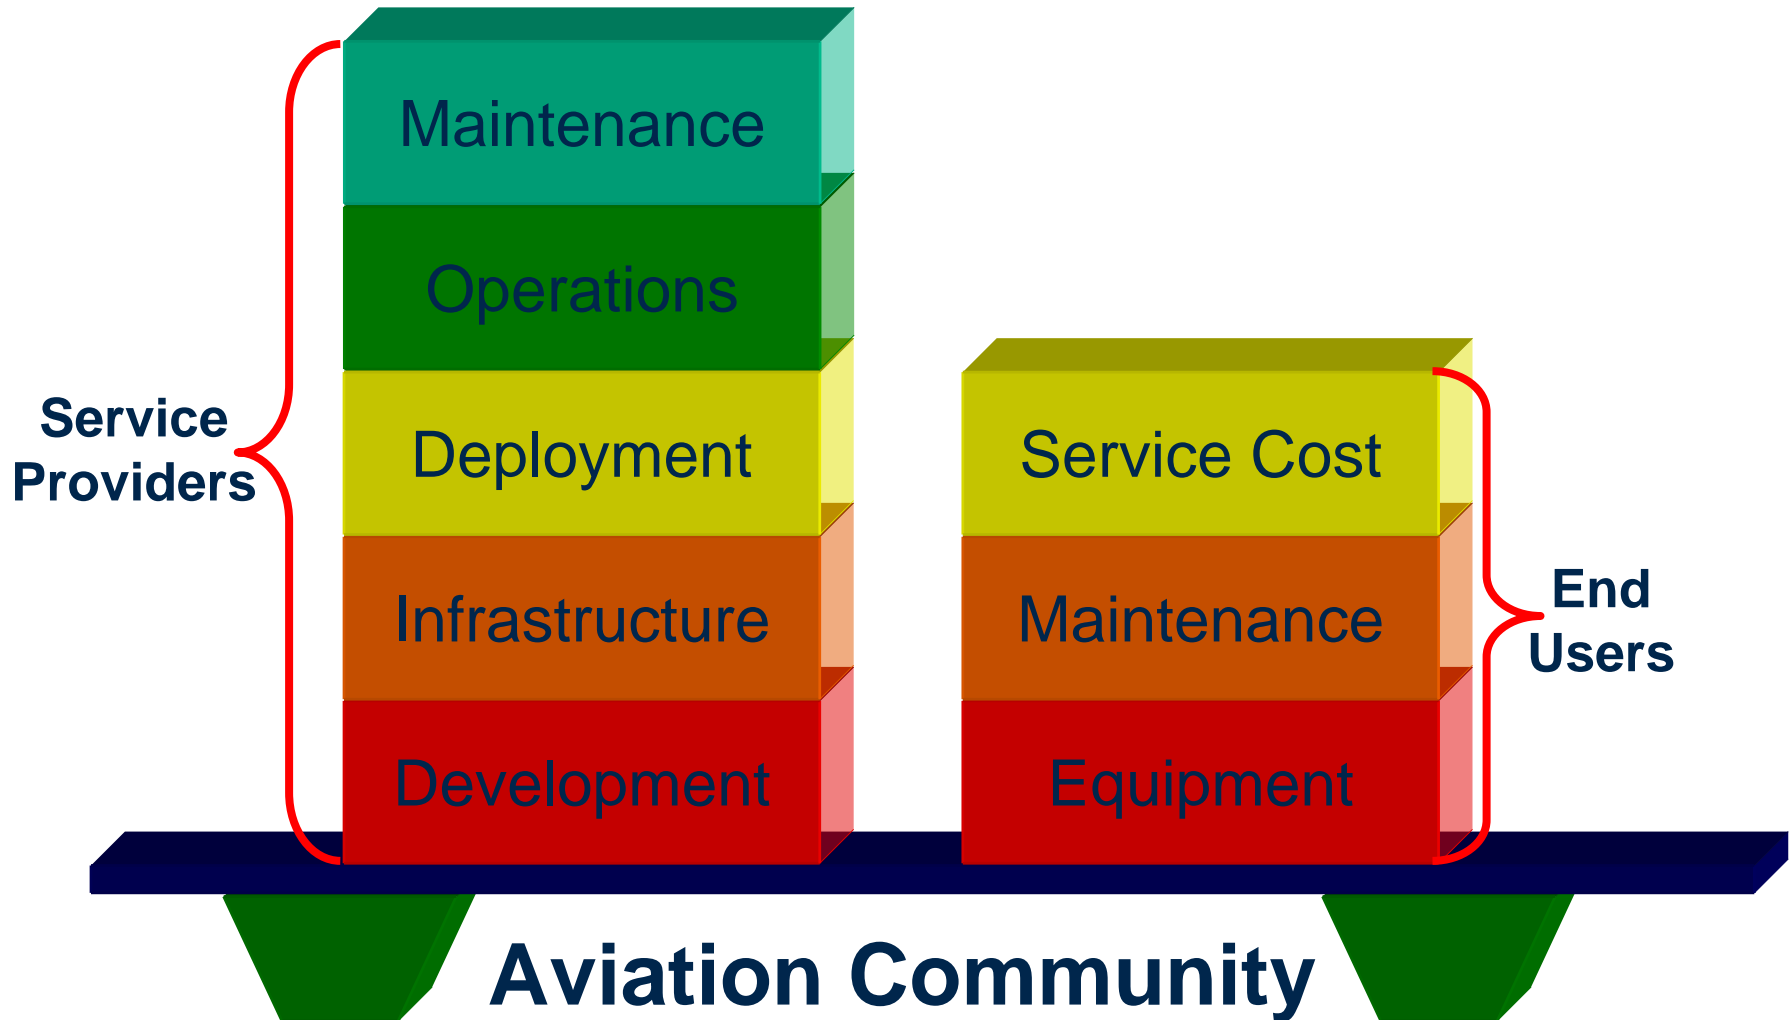 Maintenance
Operations
Deployment
Infrastructure
Development
Service
Providers
Service Cost
Maintenance
Equipment
End
Users
Aviation Community